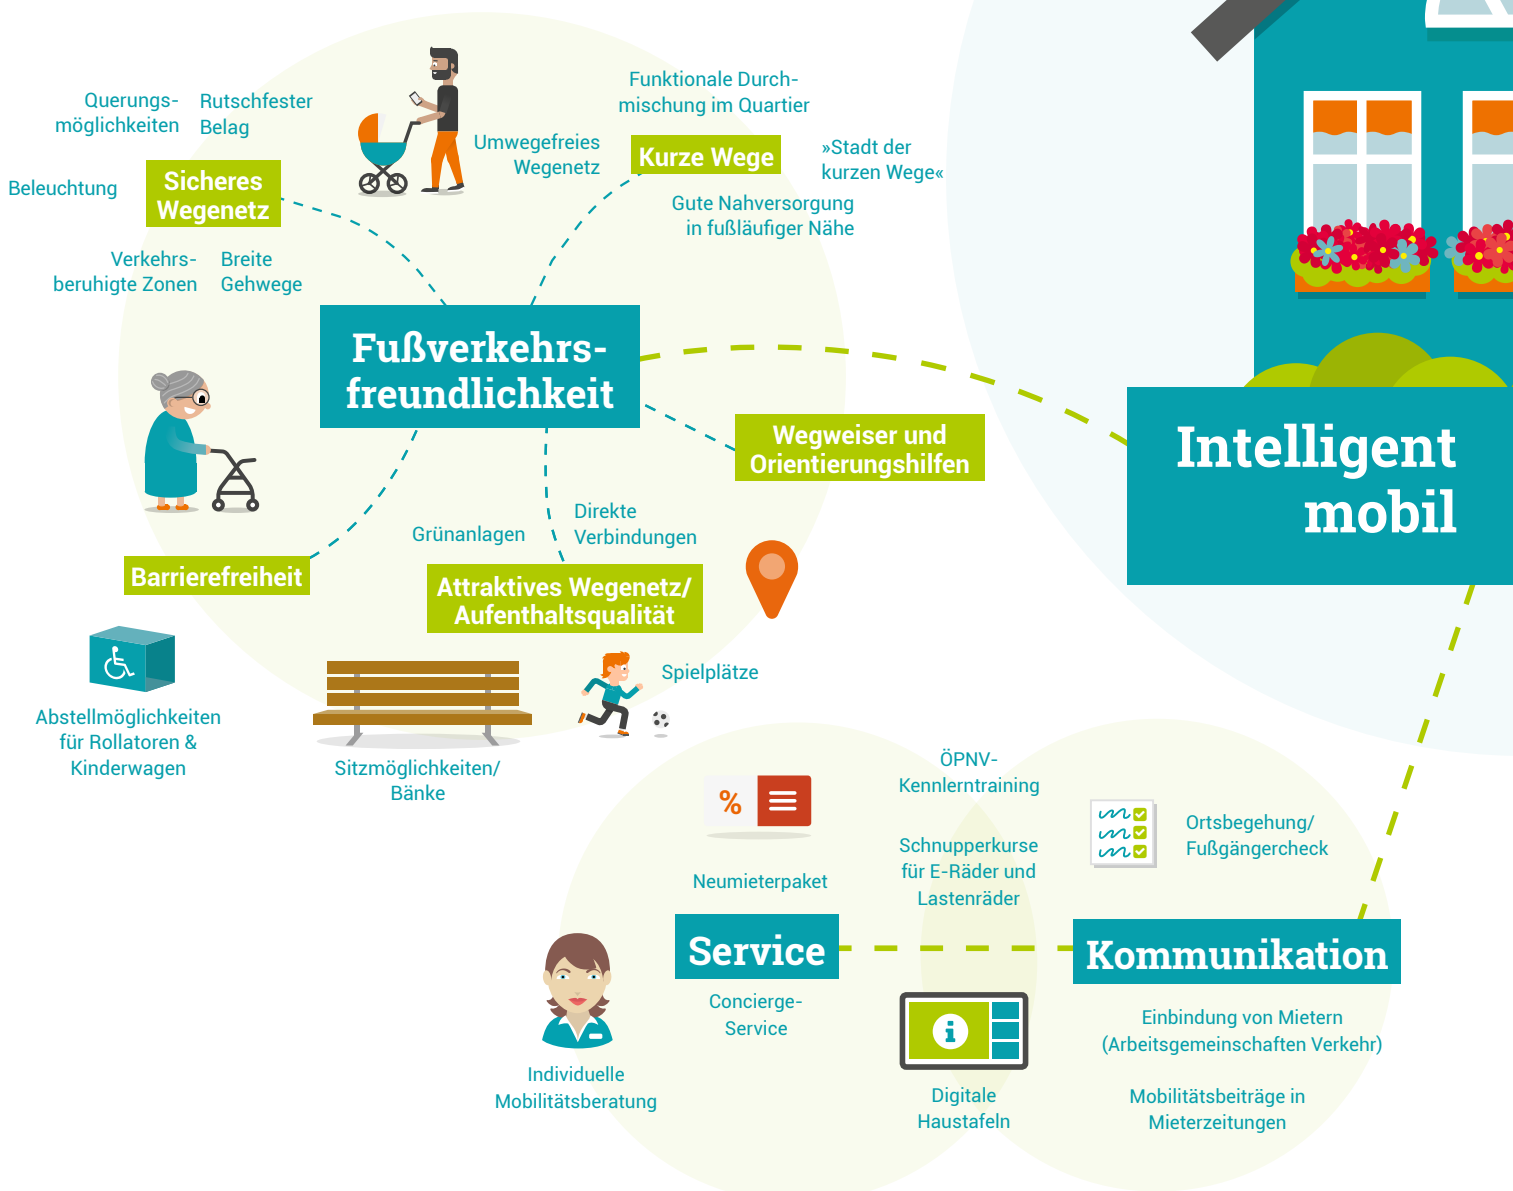 Querungs-
möglichkeiten
Rutschfester
Belag
Beleuchtung
Sicheres
Wegenetz
Verkehrs-
beruhigte Zonen
Breite
Gehwege
Umwegefreies
Wegenetz
Funktionale Durch-
mischung im Quartier
Kurze Wege
»Stadt der
kurzen Wege«
Gute Nahversorgung
in fußläufiger Nähe
Fußverkehrs-
freundlichkeit
Wegweiser und
Orientierungshilfen
Intelligent
mobil
Grünanlagen
Direkte
Verbindungen
Barrierefreiheit
Attraktives Wegenetz/
Aufenthaltsqualität
Spielplätze
Abstellmöglichkeiten
für Rollatoren &
Kinderwagen
Sitzmöglichkeiten/
Bänke
%
Neumieterpaket
ÖPNV-
Kennlerntraining
Schnupperkurse
für E-Räder und
Lastenräder
Ortsbegehung/
Fußgängercheck
Service
Kommunikation
Concierge-
Service
i
Individuelle
Mobilitätsberatung
Digitale
Haustafeln
Einbindung von Mietern
(Arbeitsgemeinschaften Verkehr)
Mobilitätsbeiträge in
Mieterzeitungen